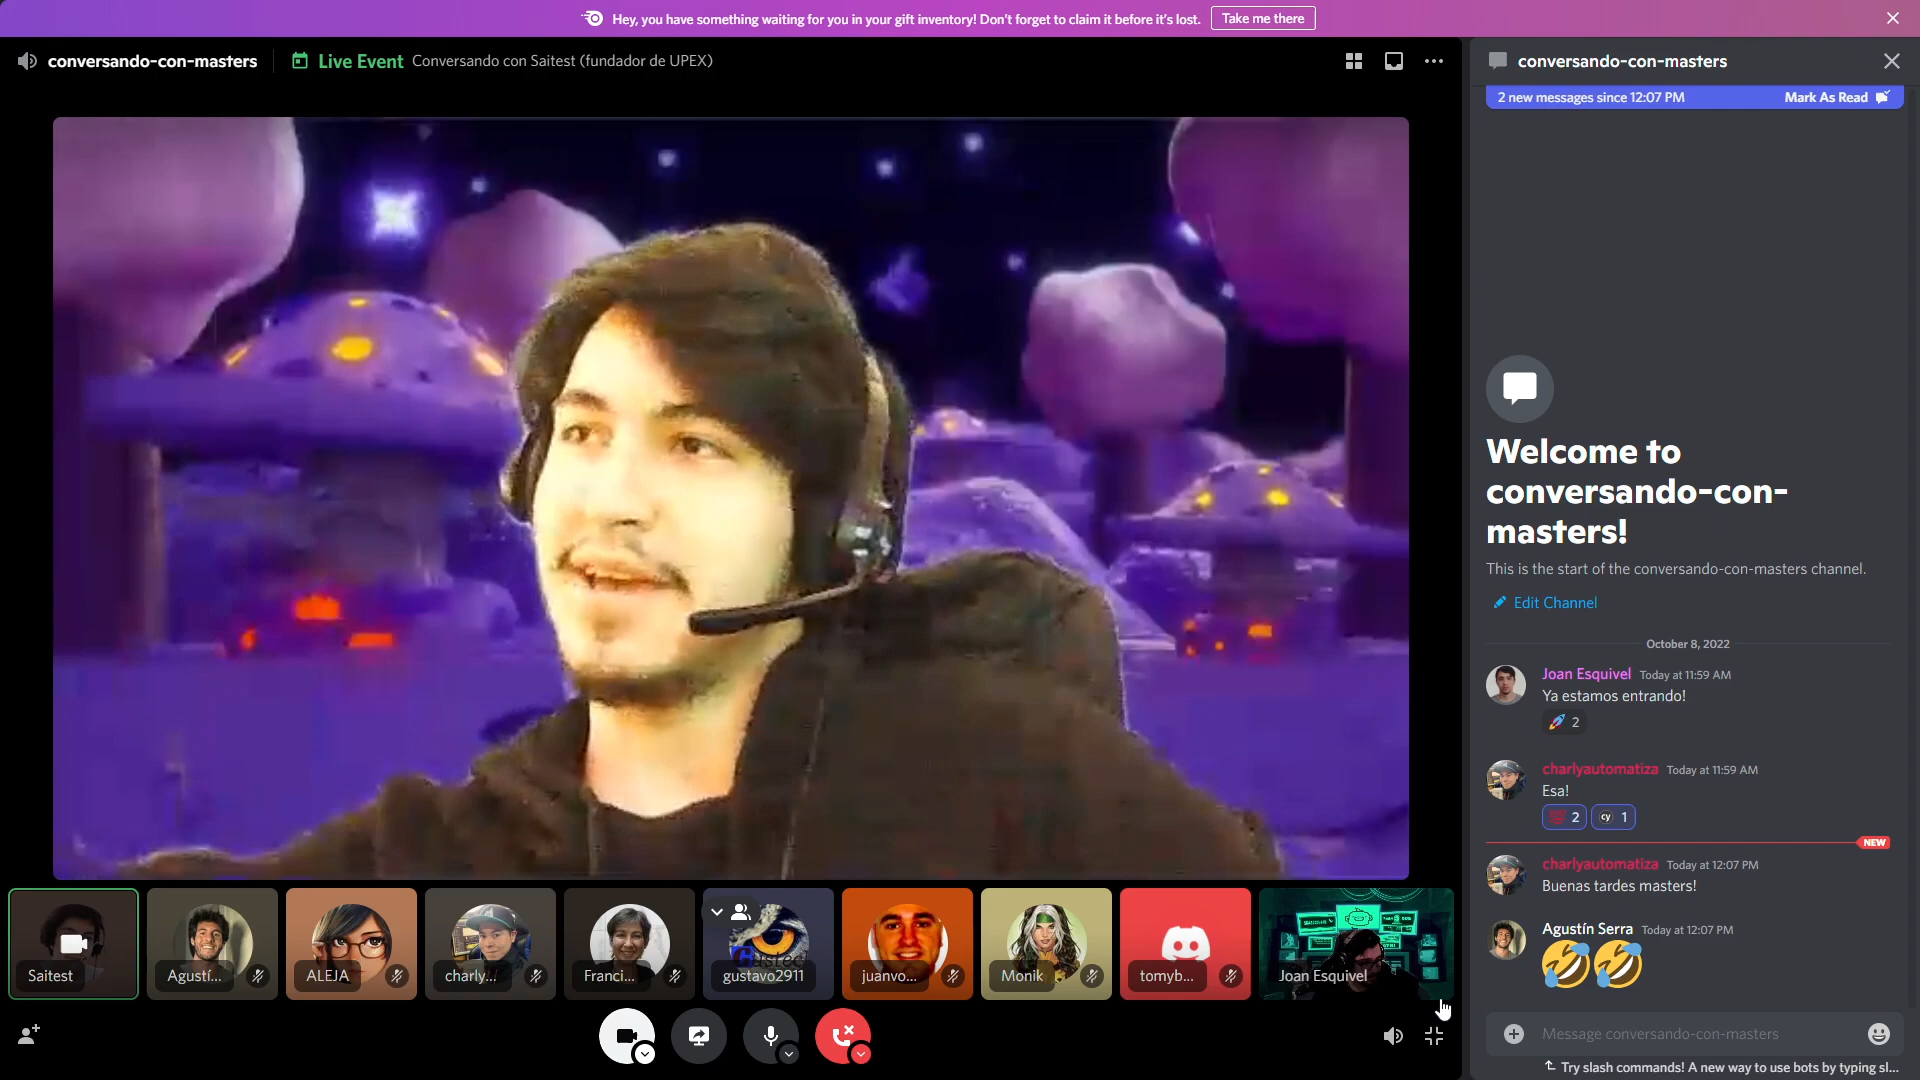 Hey, you have something waiting for you in your gift inventory! Don't forget to claim it before it's lost.
Take me there
conversando-con-masters
Live Event
Conversando con Saitest (fundador de UPEX)
conversando-con-masters
2 new messages since 12:07 PM
Mark As Read
Welcome to
conversando-con-
masters!
This is the start of the conversando-con-masters channel.
Edit Channel
October 8, 2022
Joan Esquivel Today at 11:59 AM
Ya estamos entrando!
2
charlyautomatiza Today at 11:59 AM
Esa!
2
cy 1
NEW
charlyautomatiza Today at 12:07 PM
Buenas tardes masters!
Agustín Serra Today at 12:07 PM
Saitest
Agustí...
ALEJA
charly...
Franci...
gustavo2911
juanvo...
Monik
tomyb...
Joan Esquivel
Message conversando-con-masters
Try slash commands! A new way to use bots by typing sl...